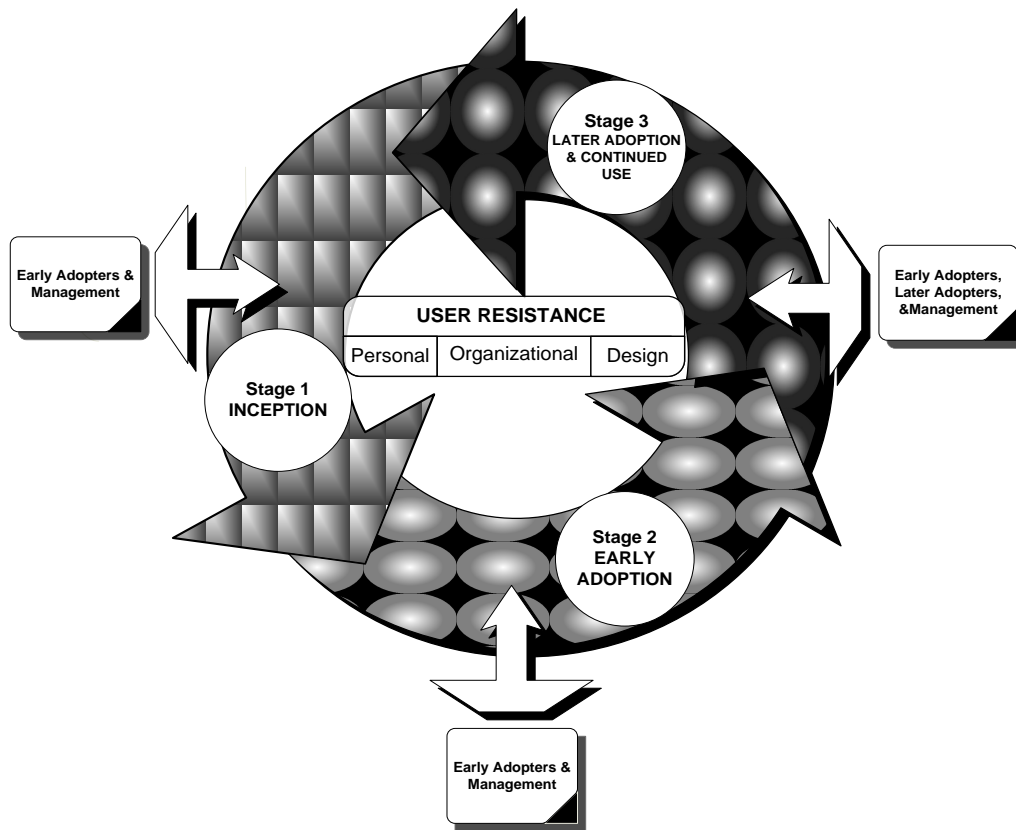 Stage 3
LATER ADOPTION
& CONTINUED
USE
Early Adopters &
Management
Early Adopters,
Later Adopters,
&Management
USER RESISTANCE
Personal
Organizational
Design
Stage 1
INCEPTION
Stage 2
EARLY
ADOPTION
Early Adopters &
Management